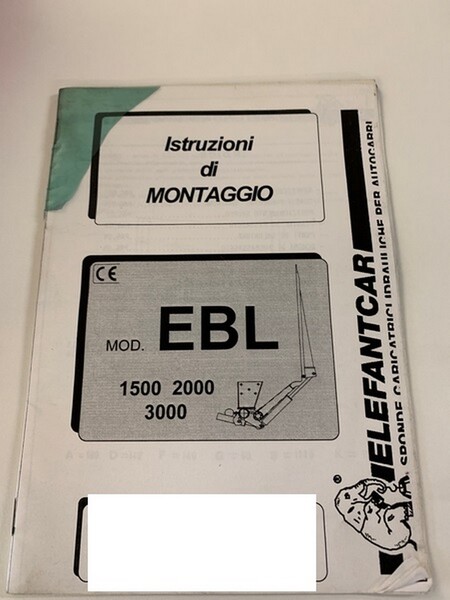 Istruzioni
di
MONTAGGIO
CE
MOD. EBL
1500 2000
3000
ELEFANTCAR
SPONDE CARICATRICI IDRAULICHE PER AUTOCARRI
®